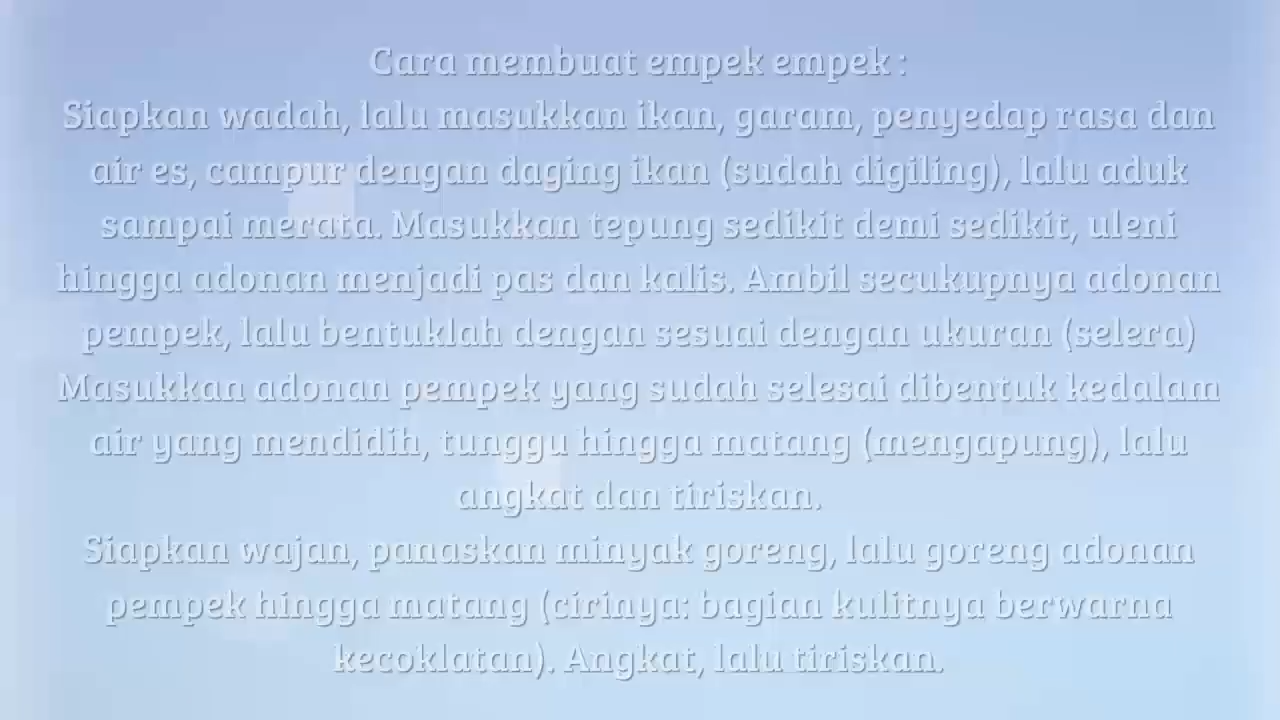 Cara membuat empek empek :
Siapkan wadah, lalu masukkan ikan, garam, penyedap rasa dan
air es, campur dengan daging ikan (sudah digiling), lalu aduk
sampai merata. Masukkan tepung sedikit demi sedikit, uleni
hingga adonan menjadi pas dan kalis. Ambil secukupnya adonan
pempek, lalu bentuklah dengan sesuai dengan ukuran (selera)
Masukkan adonan pempek yang sudah selesai dibentuk kedalam
air yang mendidih, tunggu hingga matang (mengapung), lalu
angkat dan tiriskan.
Siapkan wajan, panaskan minyak goreng, lalu goreng adonan
pempek hingga matang (cirinya: bagian kulitnya berwarna
kecoklatan). Angkat, lalu tiriskan.